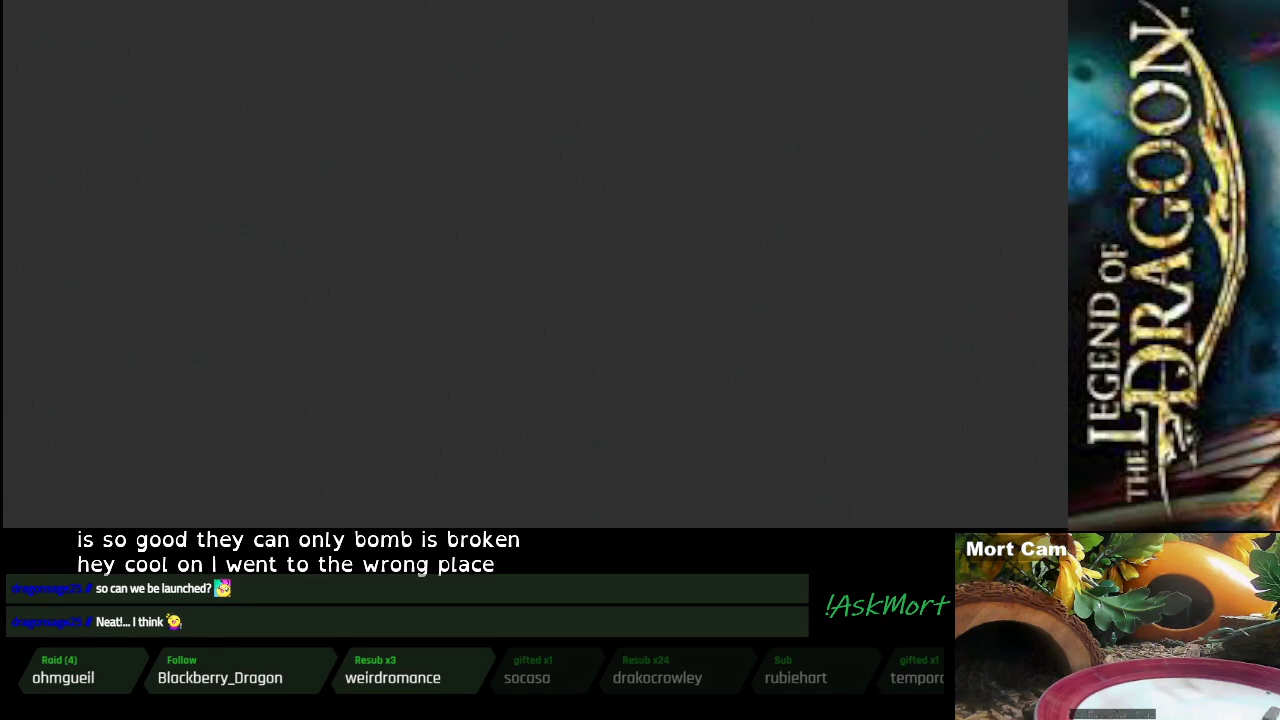 THE LEGEND OF
DRAGOON
is so good they can only bomb is broken
hey cool on I went to the wrong place
so can we be launched?
Neat!... I think
!AskMort
Mort Cam
Raid (4)
ohmgueil
Follow
Blackberry_Dragon
Resub x3
weirdromance
gifted x1
socasa
Resub x24
drakocrowley
Sub
rubiehart
gifted x1
temporc